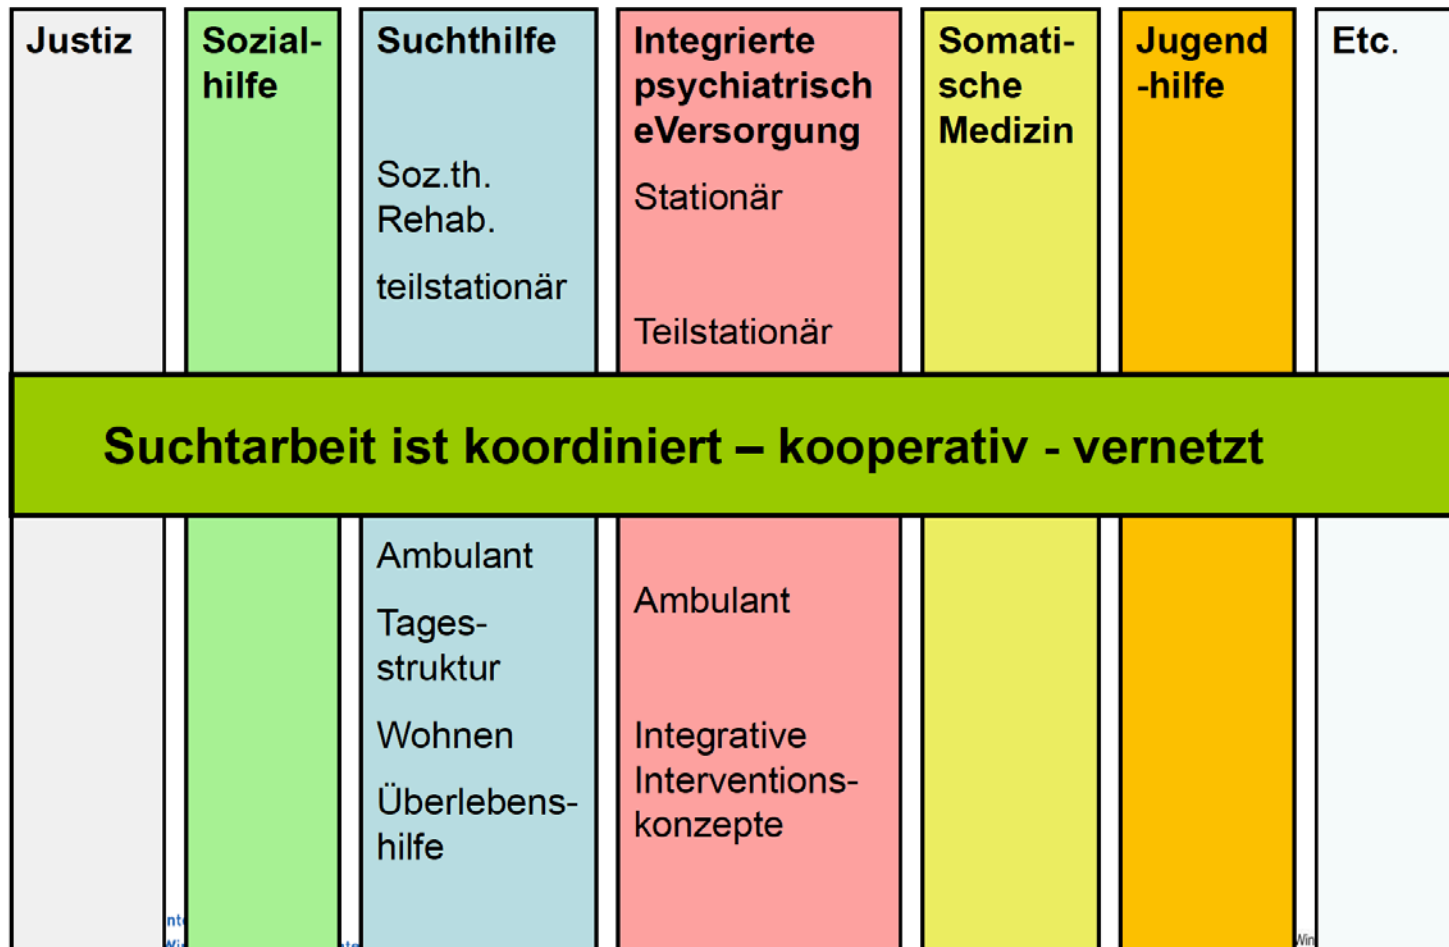 Justiz
Sozial-
hilfe
Suchthilfe
Soz.th.
Rehab.
teilstationär
Integrierte
psychiatrisch
eVersorgung
Stationär
Teilstationär
Somati-
sche
Medizin
Jugend
-hilfe
Etc.
Suchtarbeit ist koordiniert – kooperativ - vernetzt
Ambulant
Tages-
struktur
Wohnen
Überlebens-
hilfe
Ambulant
Integrative
Interventions-
konzepte